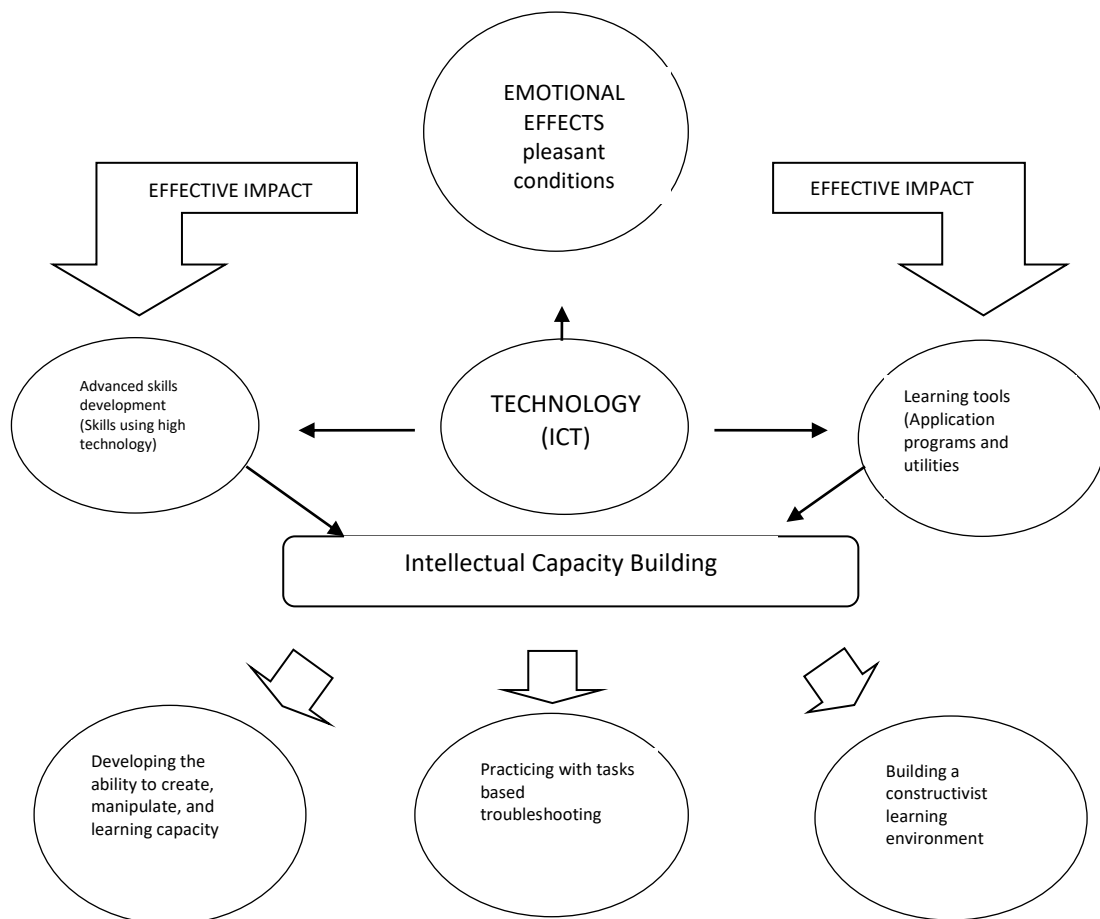 EMOTIONAL
EFFECTS
pleasant
conditions
EFFECTIVE IMPACT
EFFECTIVE IMPACT
Advanced skills
development
(Skills using high
technology)
TECHNOLOGY
(ICT)
Learning tools
(Application
programs and
utilities
Intellectual Capacity Building
Developing the
ability to create,
manipulate, and
learning capacity
Practicing with tasks
based
troubleshooting
Building a
constructivist
learning
environment